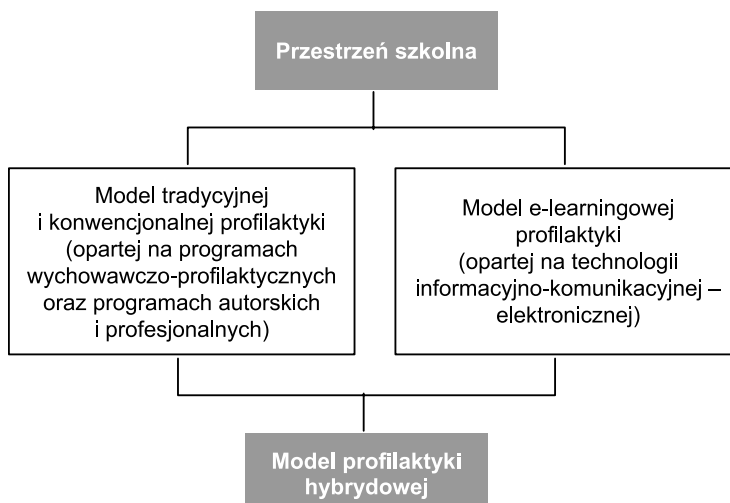 Przestrzeń szkolna
Model tradycyjnej
i konwencjonalnej profilaktyki
(opartej na programach
wychowawczo-profilaktycznych
oraz programach autorskich
i profesjonalnych)
Model e-learningowej
profilaktyki
(opartej na technologii
informacyjno-komunikacyjnej –
elektronicznej)
Model profilaktyki
hybrydowej